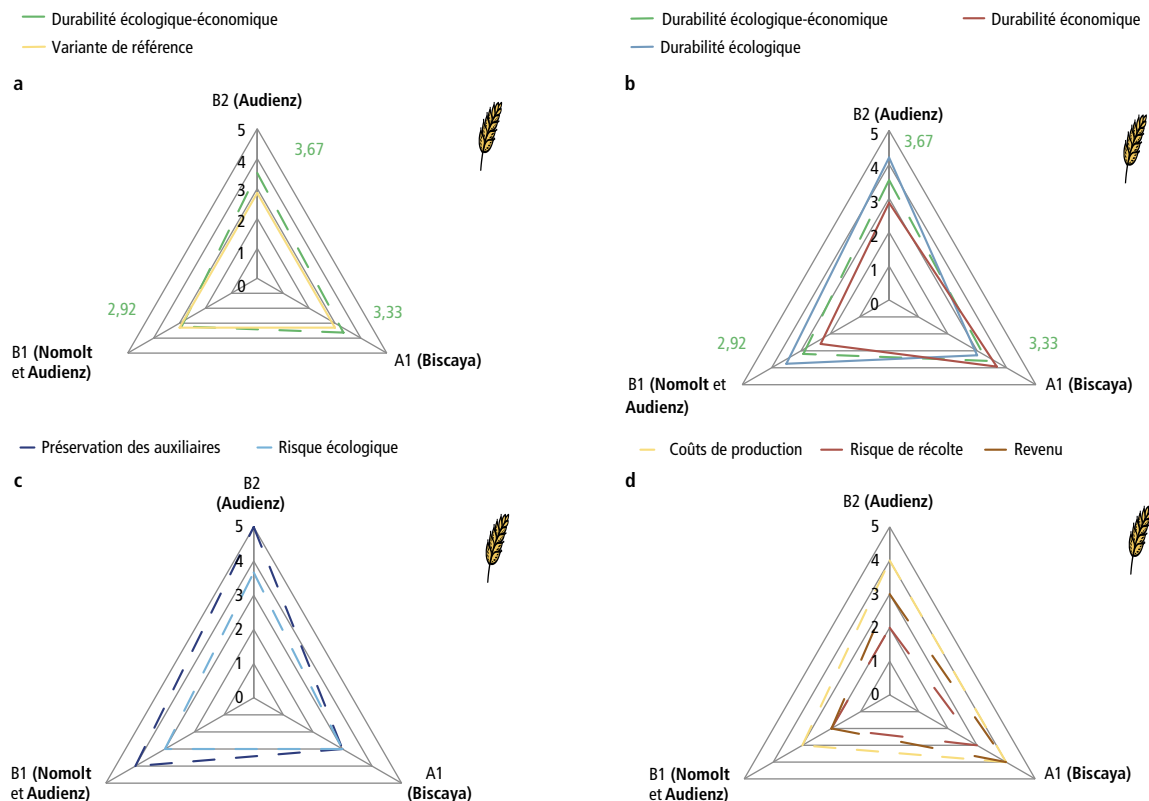 Durabilité écologique-économique
Variante de référence
a
B2 (Audienz)
5
4
3
2
1
0
3,67
2,92
3,33
B1 (Nomolt
et Audienz)
A1 (Biscaya)
Durabilité écologique-économique
Durabilité économique
Durabilité écologique
b
B2 (Audienz)
5
4
3
2
1
0
3,67
2,92
3,33
B1 (Nomolt et
Audienz)
A1 (Biscaya)
Préservation des auxiliaires
Risque écologique
c
B2
(Audienz)
5
4
3
2
1
0
B1 (Nomolt
et Audienz)
A1
(Biscaya)
Coûts de production
Risque de récolte
Revenu
d
B2 (Audienz)
5
4
3
2
1
0
B1 (Nomolt
et Audienz)
A1 (Biscaya)